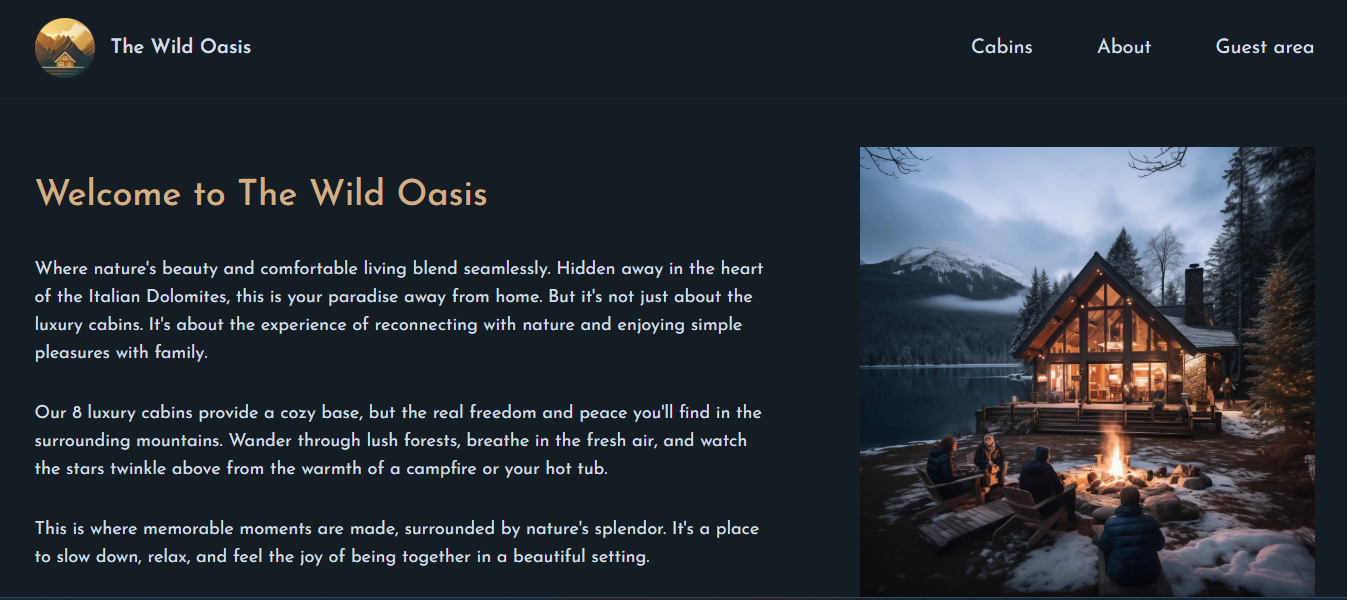 The Wild Oasis
Cabins
About
Guest area
Welcome to The Wild Oasis
Where nature's beauty and comfortable living blend seamlessly. Hidden away in the heart
of the Italian Dolomites, this is your paradise away from home. But it's not just about the
luxury cabins. It's about the experience of reconnecting with nature and enjoying simple
pleasures with family.
Our 8 luxury cabins provide a cozy base, but the real freedom and peace you'll find in the
surrounding mountains. Wander through lush forests, breathe in the fresh air, and watch
the stars twinkle above from the warmth of a campfire or your hot tub.
This is where memorable moments are made, surrounded by nature's splendor. It's a place
to slow down, relax, and feel the joy of being together in a beautiful setting.